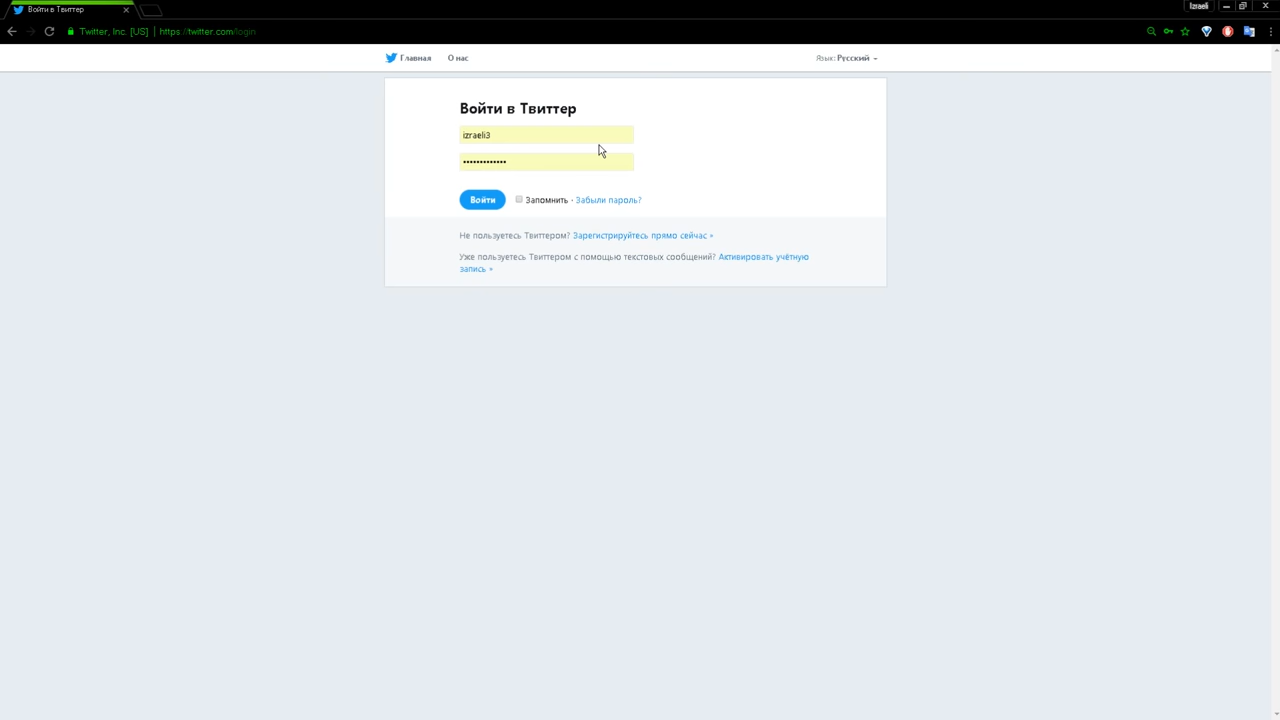 Войти в Твиттер
Izraeli
Twitter, Inc. [US] | https://twitter.com/login
Главная О нас Язык: Русский
Войти в Твиттер
izraeli3
•••••••••••••
Войти Запомнить · Забыли пароль?
Не пользуетесь Твиттером? Зарегистрируйтесь прямо сейчас »
Уже пользуетесь Твиттером с помощью текстовых сообщений? Активировать учётную
запись »